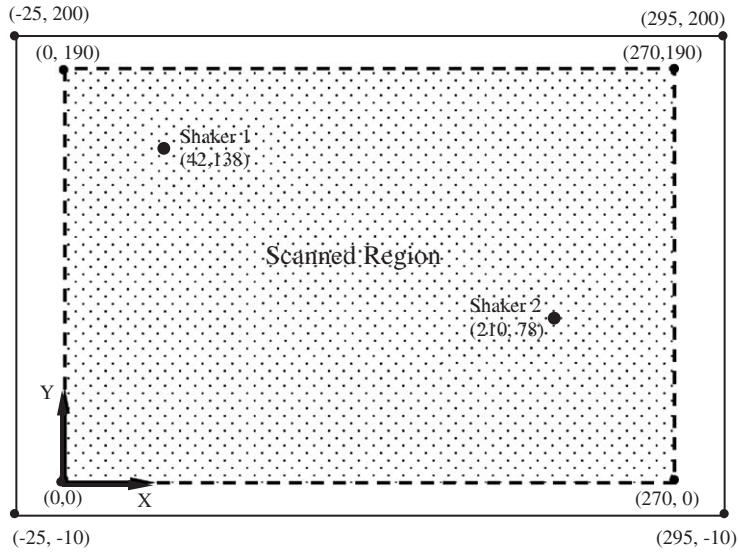 (-25, 200)
(295, 200)
(0, 190)
(270,190)
Shaker 1
(42,138)
Scanned Region
Shaker 2
(210, 78)
Y
X
(0,0)
(270, 0)
(-25, -10)
(295, -10)